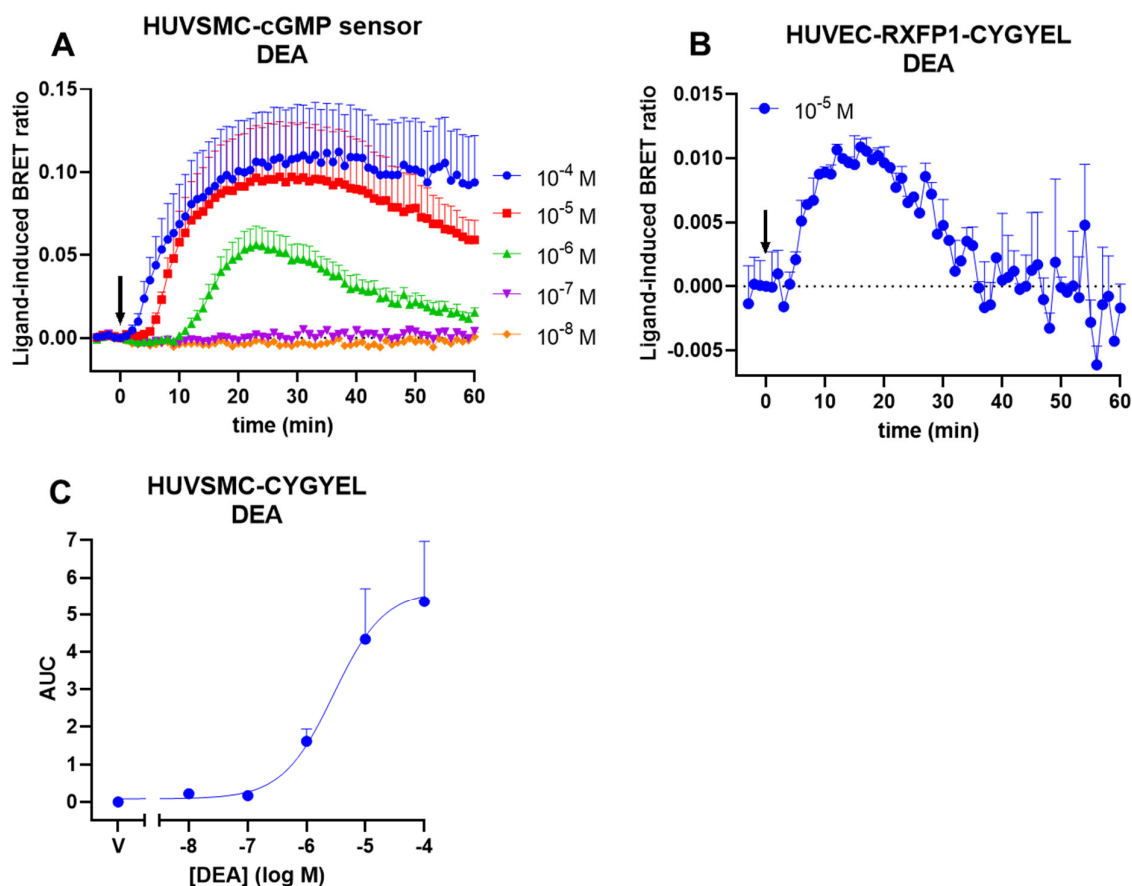 A
HUVSMC-cGMP sensor
DEA
Ligand-induced BRET ratio
0.15
0.10
0.05
0.00
0 10 20 30 40 50 60
time (min)
10-4 M
10-5 M
10-6 M
10-7 M
10-8 M
B
HUVEC-RXFP1-CYGYEL
DEA
Ligand-induced BRET ratio
0.015
0.010
0.005
0.000
-0.005
10-5 M
0 10 20 30 40 50 60
time (min)
C
HUVSMC-CYGYEL
DEA
AUC
7
6
5
4
3
2
1
0
V -8 -7 -6 -5 -4
[DEA] (log M)